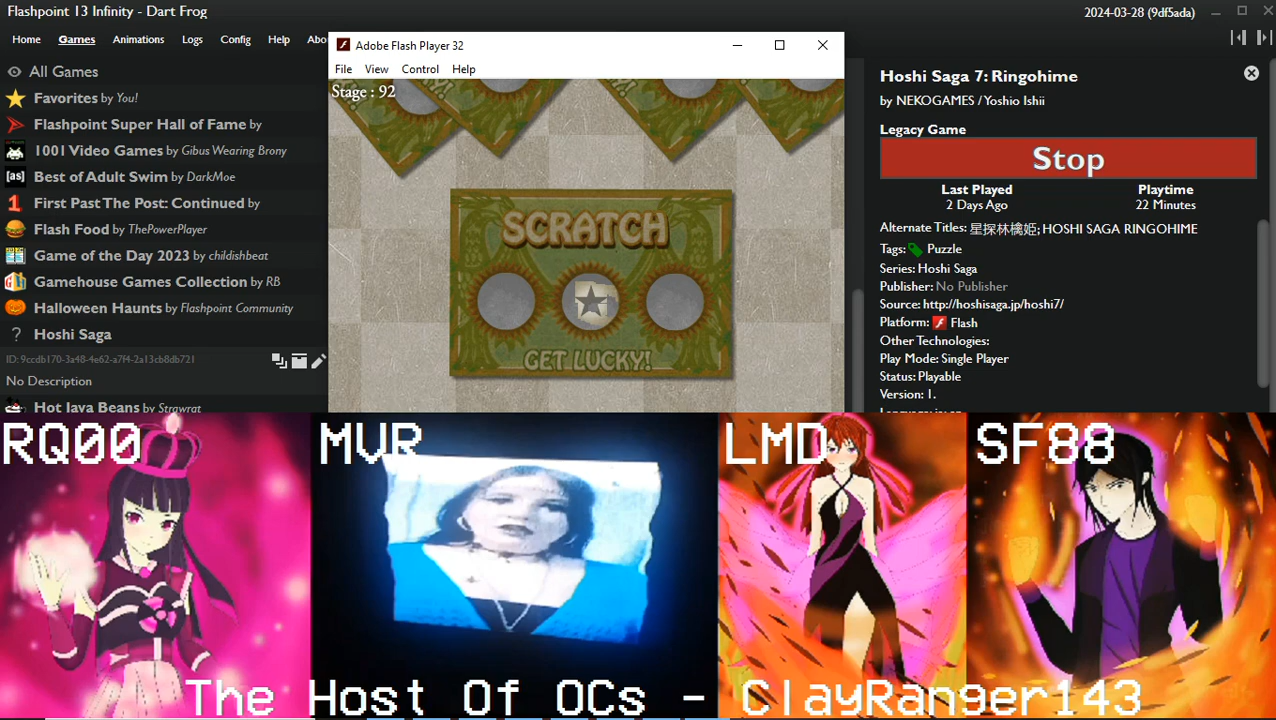 Flashpoint 13 Infinity - Dart Frog
2024-03-28 (9df5ada)
Home Games Animations Logs Config Help Abo
All Games
Favorites by You!
Flashpoint Super Hall of Fame by
1001 Video Games by Gibus Wearing Brony
[as] Best of Adult Swim by DarkMoe
1 First Past The Post: Continued by
Flash Food by ThePowerPlayer
Game of the Day 2023 by childishbeat
Gamehouse Games Collection by RB
Halloween Haunts by Flashpoint Community
? Hoshi Saga
ID: 9ccdb170-3a48-4e62-a7f4-2a13cb8db721
No Description
Hot Java Beans by Strawrat
Adobe Flash Player 32
File View Control Help
Stage : 92
SCRATCH
GET LUCKY!
Hoshi Saga 7: Ringohime
by NEKOGAMES / Yoshio Ishii
Legacy Game
Stop
Last Played Playtime
2 Days Ago 22 Minutes
Alternate Titles: 星探林檎姫; HOSHI SAGA RINGOHIME
Tags: Puzzle
Series: Hoshi Saga
Publisher: No Publisher
Source: http://hoshisaga.jp/hoshi7/
Platform: Flash
Other Technologies:
Play Mode: Single Player
Status: Playable
Version: 1.
RQ00 MVR LMD SF88
The Host Of OCs - ClayRanger143